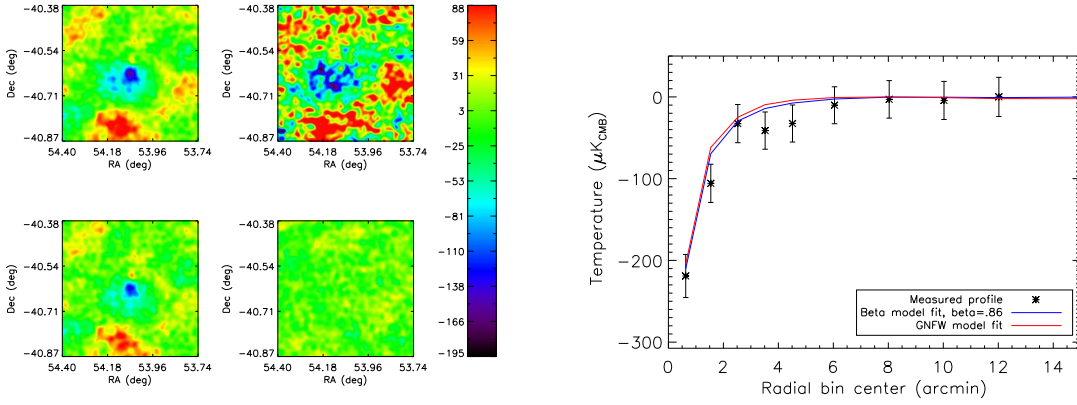 −40.38
−40.54
−40.71
−40.87
Dec (deg)
54.40 54.18 53.96 53.74
RA (deg)
−40.38
−40.54
−40.71
−40.87
Dec (deg)
54.40 54.18 53.96 53.74
RA (deg)
−40.38
−40.54
−40.71
−40.87
Dec (deg)
54.40 54.18 53.96 53.74
RA (deg)
−40.38
−40.54
−40.71
−40.87
Dec (deg)
54.40 54.18 53.96 53.74
RA (deg)
88
59
31
3
−25
−53
−81
−110
−138
−166
−195
0
−100
−200
−300
Temperature (μK_CMB)
Measured profile
Beta model fit, beta=.86
GNFW model fit
0 2 4 6 8 10 12 14
Radial bin center (arcmin)